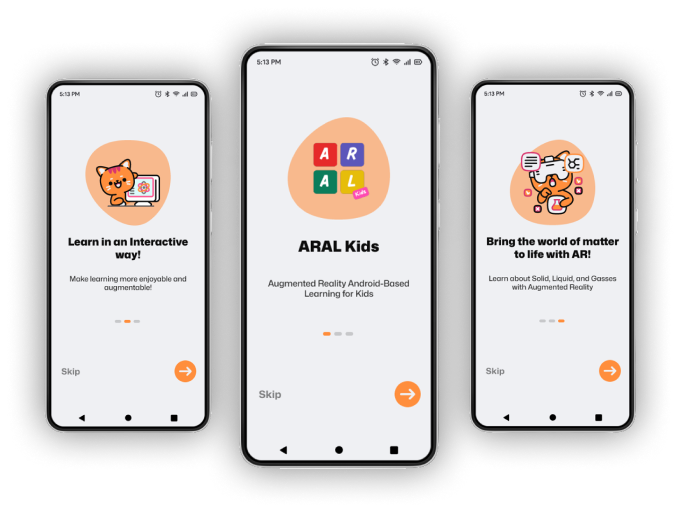 5:13 PM
Learn in an Interactive
way!
Make learning more enjoyable and
augmentable!
Skip
5:13 PM
A R
A L
Kids
ARAL Kids
Augmented Reality Android-Based
Learning for Kids
Skip
5:13 PM
Bring the world of matter
to life with AR!
Learn about Solid, Liquid, and Gasses
with Augmented Reality
Skip